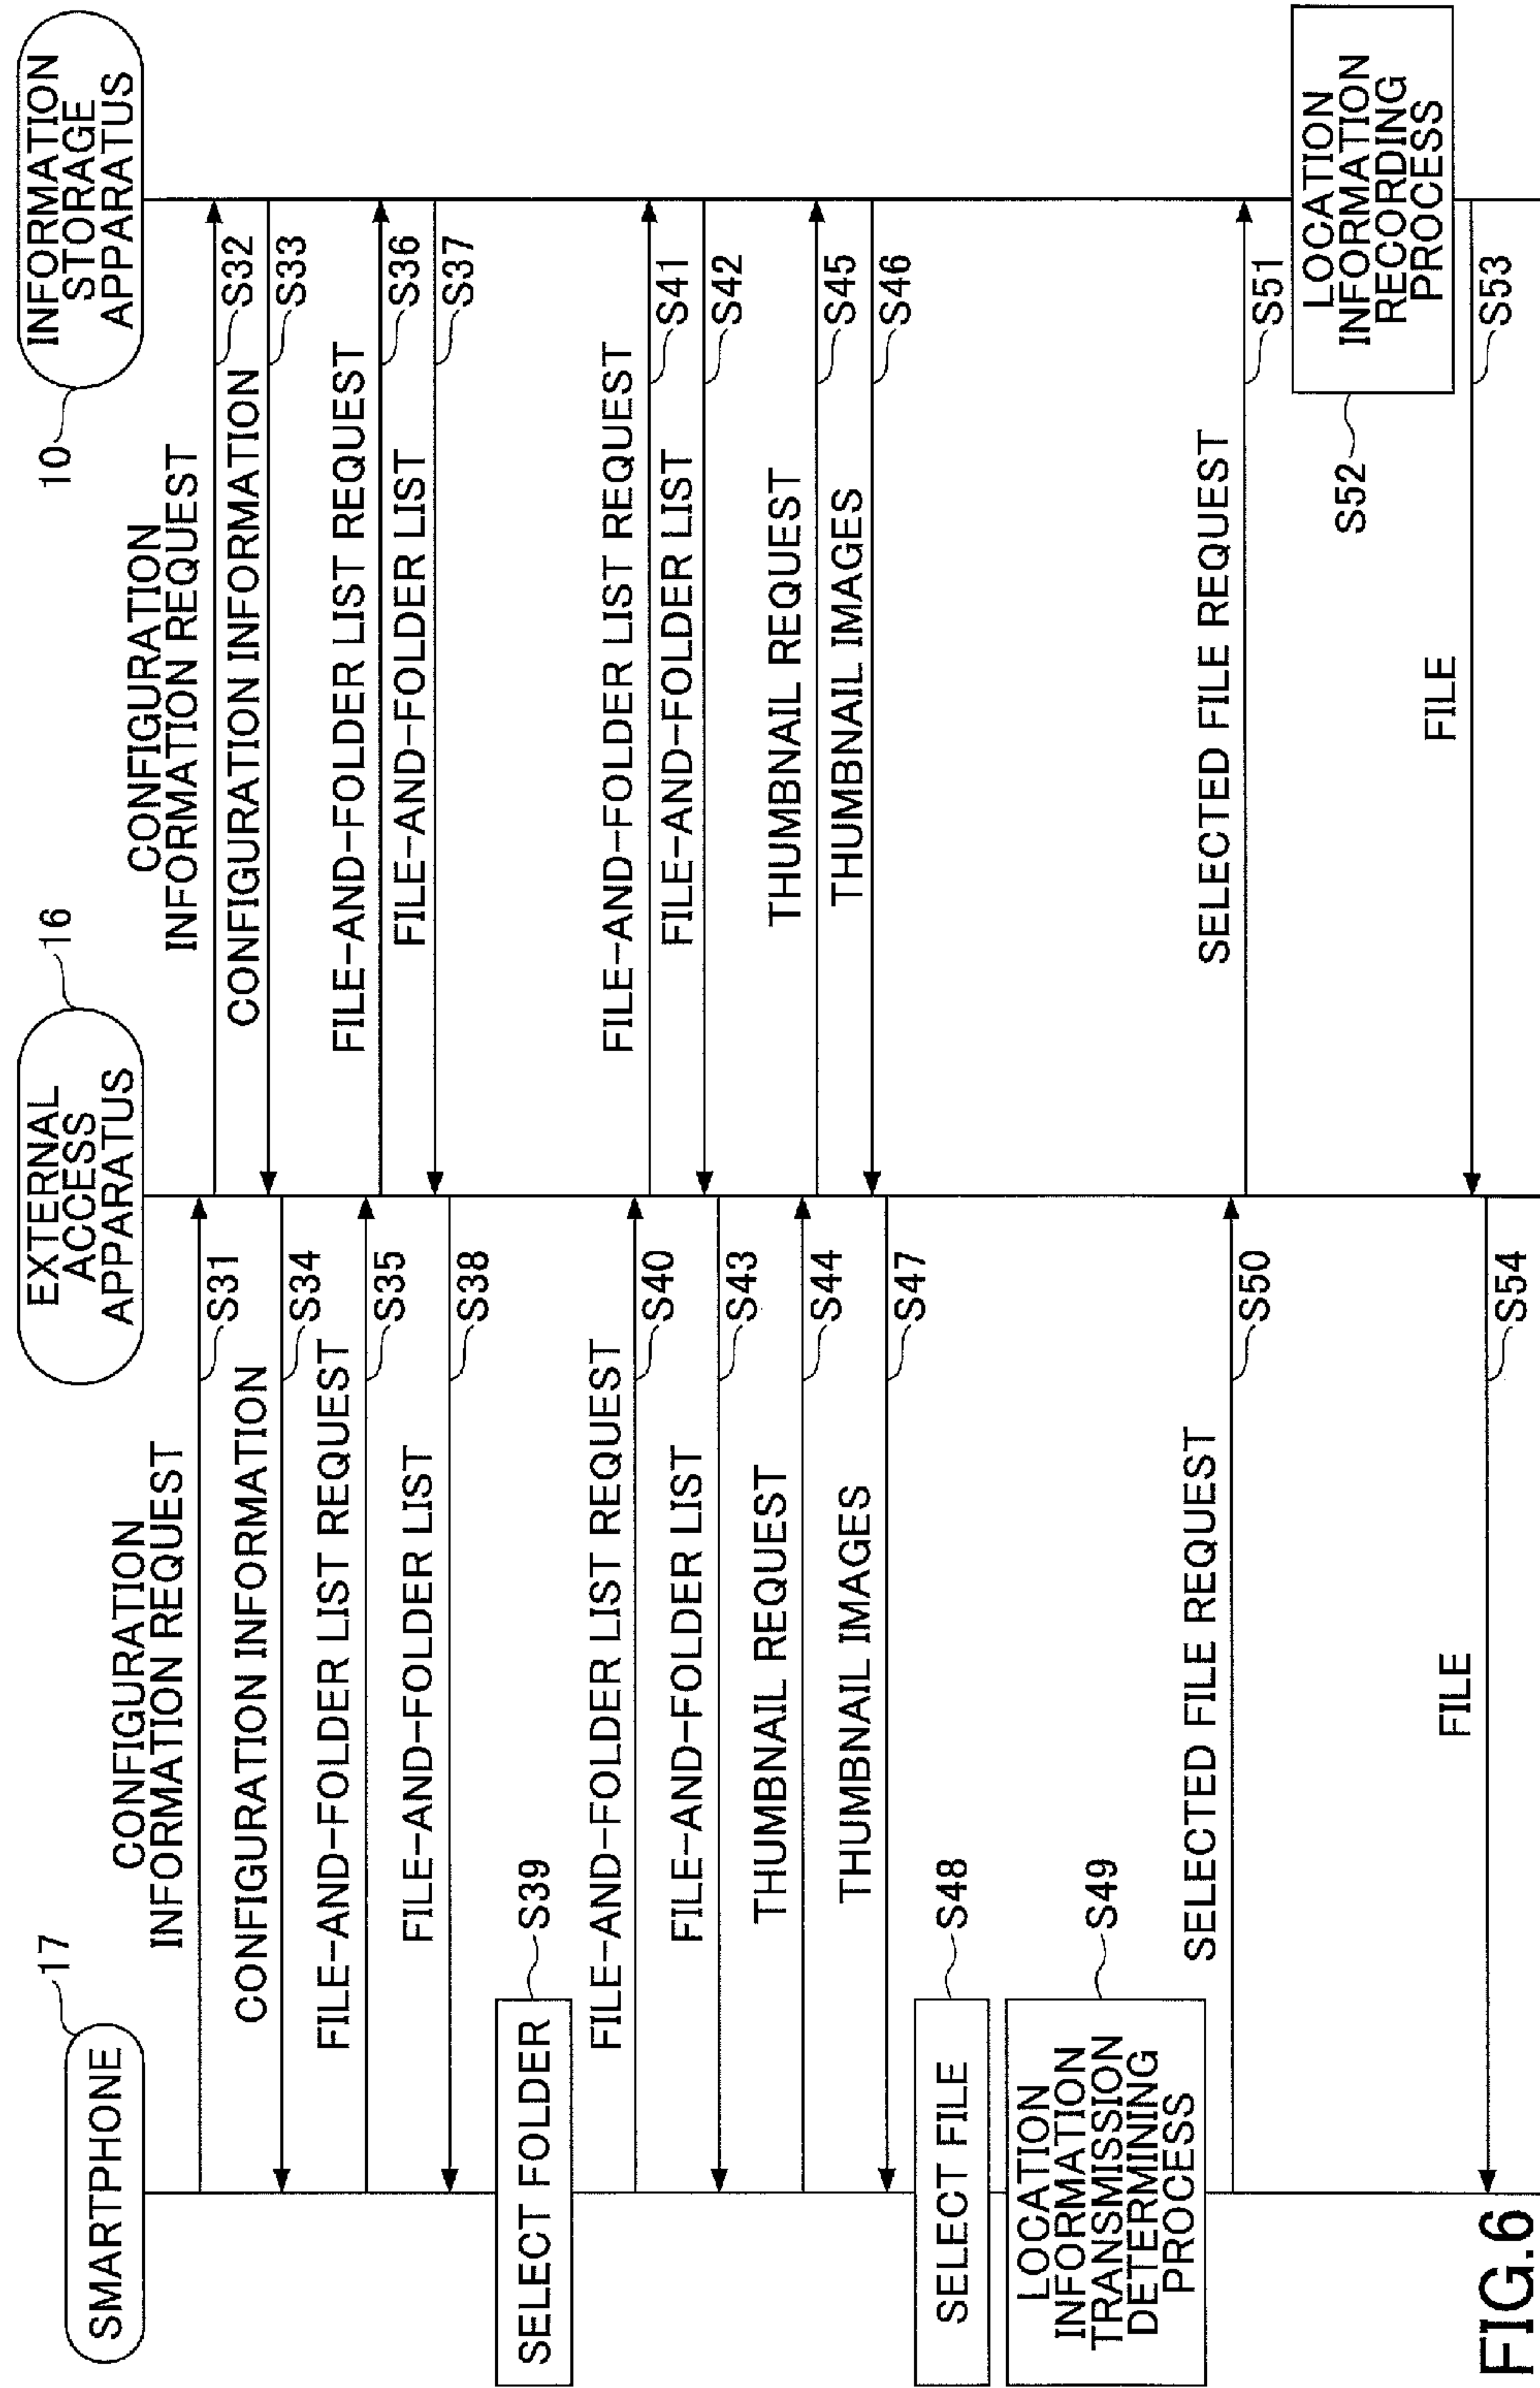 SMARTPHONE
17
EXTERNAL
ACCESS
APPARATUS
16
INFORMATION
STORAGE
APPARATUS
10
CONFIGURATION
INFORMATION REQUEST
S31
CONFIGURATION
INFORMATION REQUEST
S32
CONFIGURATION INFORMATION
S33
CONFIGURATION INFORMATION
S34
FILE-AND-FOLDER LIST REQUEST
S35
FILE-AND-FOLDER LIST REQUEST
S36
FILE-AND-FOLDER LIST
S37
FILE-AND-FOLDER LIST
S38
SELECT FOLDER
S39
FILE-AND-FOLDER LIST REQUEST
S40
FILE-AND-FOLDER LIST REQUEST
S41
FILE-AND-FOLDER LIST
S42
FILE-AND-FOLDER LIST
S43
THUMBNAIL REQUEST
S44
THUMBNAIL REQUEST
S45
THUMBNAIL IMAGES
S46
THUMBNAIL IMAGES
S47
SELECT FILE
S48
LOCATION
INFORMATION
TRANSMISSION
DETERMINING
PROCESS
S49
SELECTED FILE REQUEST
S50
SELECTED FILE REQUEST
S51
LOCATION
INFORMATION
RECORDING
PROCESS
S52
FILE
S53
FILE
S54
FIG.6